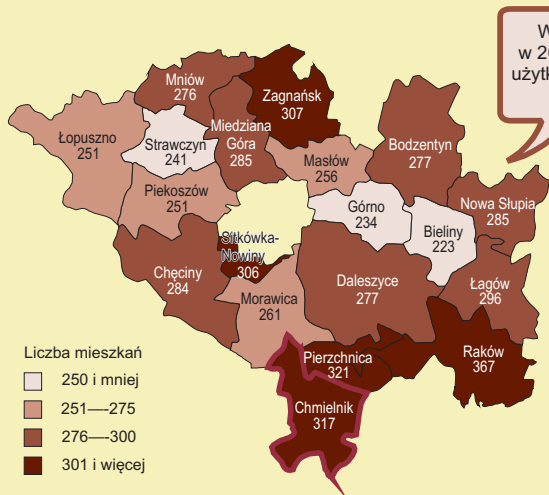 W
w 20
użytk
Mniów
276
Zagnańsk
307
Łopuszno
251
Strawczyn
241
Miedziana
Góra
285
Masłów
256
Bodzentyn
277
Piekoszów
251
Górno
234
Nowa Słupia
285
Bieliny
223
Sitkówka-
Nowiny
306
Chęciny
284
Daleszyce
277
Łagów
296
Morawica
261
Pierzchnica
321
Raków
367
Chmielnik
317
Liczba mieszkań
250 i mniej
251—-275
276—-300
301 i więcej